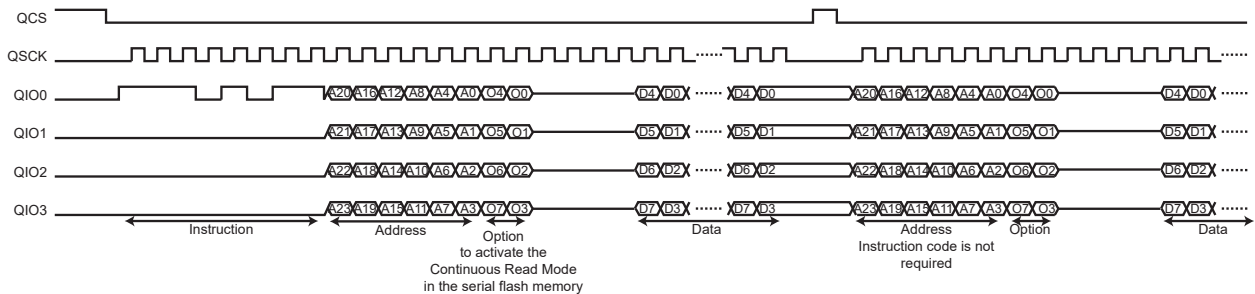 QCS
QSCK
QIO0 A20 A16 A12 A8 A4 A0 O4 O0 D4 D0 ...... D4 D0 A20 A16 A12 A8 A4 A0 O4 O0 D4 D0 ......
QIO1 A21 A17 A13 A9 A5 A1 O5 O1 D5 D1 ...... D5 D1 A21 A17 A13 A9 A5 A1 O5 O1 D5 D1 ......
QIO2 A22 A18 A14 A10 A6 A2 O6 O2 D6 D2 ...... D6 D2 A22 A18 A14 A10 A6 A2 O6 O2 D6 D2 ......
QIO3 A23 A19 A15 A11 A7 A3 O7 O3 D7 D3 ...... D7 D3 A23 A19 A15 A11 A7 A3 O7 O3 D7 D3 ......
Instruction
Address
Option
to activate the
Continuous Read Mode
in the serial flash memory
Data
Address
Instruction code is not
required
Option
Data